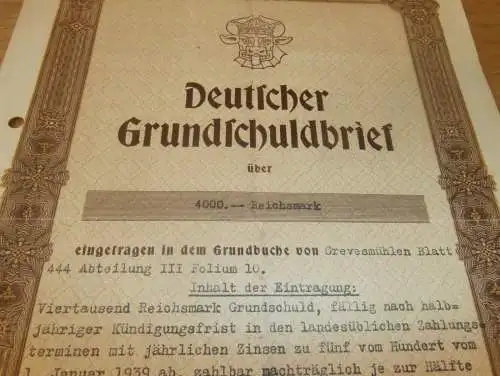 Deutscher
Grundschuldbrief
über
4000.-- Reichsmark
eingetragen in dem Grundbuche von Grevesmühlen Blatt
444 Abteilung III Folium 10.
Inhalt der Eintragung:
Viertausend Reichsmark Grundschuld, fällig nach halb=
jähriger Kündigungsfrist in den landesüblichen Zahlungs=
terminen mit jährlichen Zinsen zu fünf vom Hundert vom
1. Januar 1939 ab, zahlbar nachträglich je zur Hälfte